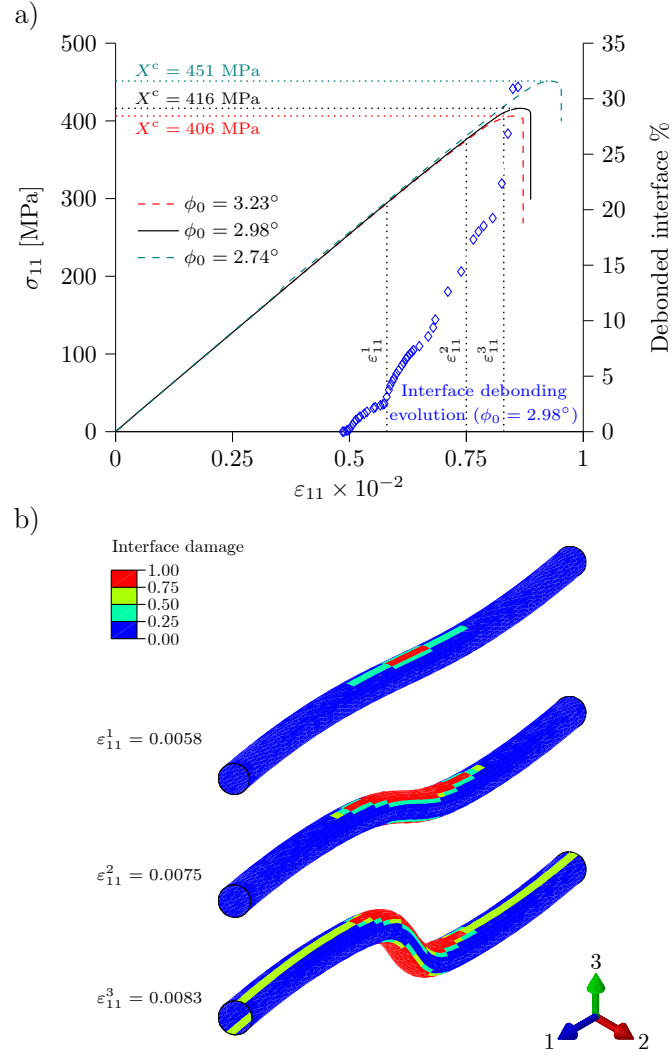 a)
500
400
300
200
100
0
σ₁₁ [MPa]
35
30
25
20
15
10
5
0
Debonded interface %
Xᶜ = 451 MPa
Xᶜ = 416 MPa
Xᶜ = 406 MPa
ϕ₀ = 3.23°
ϕ₀ = 2.98°
ϕ₀ = 2.74°
ε¹₁₁
ε²₁₁
ε³₁₁
Interface debonding
evolution (ϕ₀ = 2.98°)
0 0.25 0.5 0.75 1
ε₁₁ × 10⁻²
b)
Interface damage
1.00
0.75
0.50
0.25
0.00
ε¹₁₁ = 0.0058
ε²₁₁ = 0.0075
ε³₁₁ = 0.0083
3
1 2